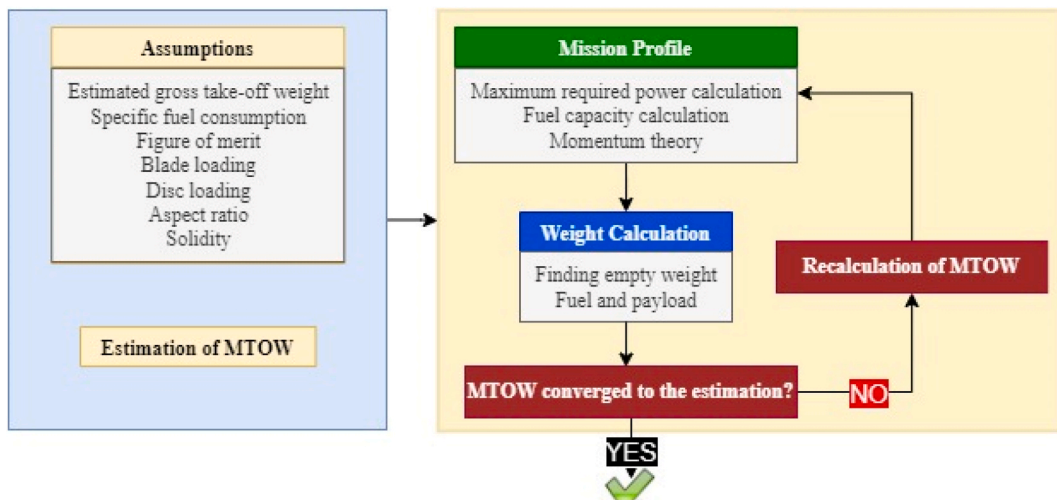 Assumptions
Estimated gross take-off weight
Specific fuel consumption
Figure of merit
Blade loading
Disc loading
Aspect ratio
Solidity
Estimation of MTOW
Mission Profile
Maximum required power calculation
Fuel capacity calculation
Momentum theory
Weight Calculation
Finding empty weight
Fuel and payload
Recalculation of MTOW
MTOW converged to the estimation?
NO
YES